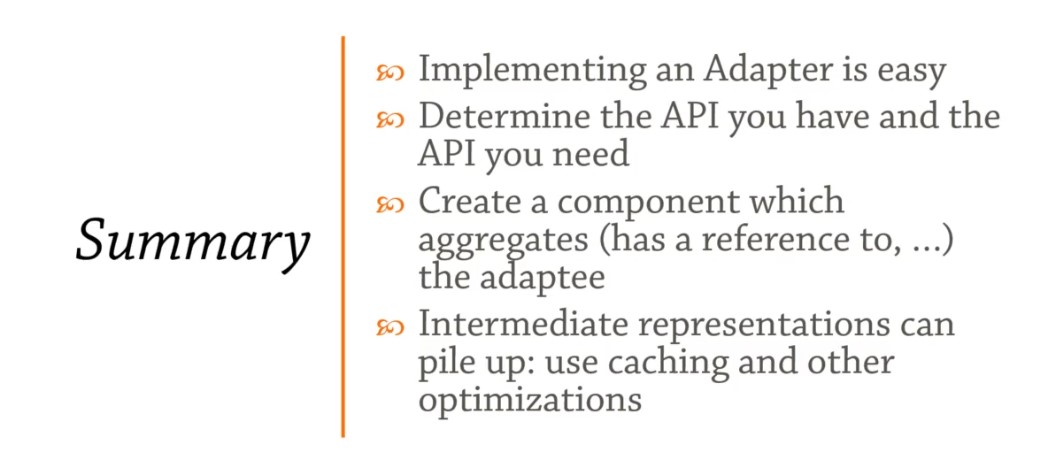 Summary
Implementing an Adapter is easy
Determine the API you have and the
API you need
Create a component which
aggregates (has a reference to, ...)
the adaptee
Intermediate representations can
pile up: use caching and other
optimizations